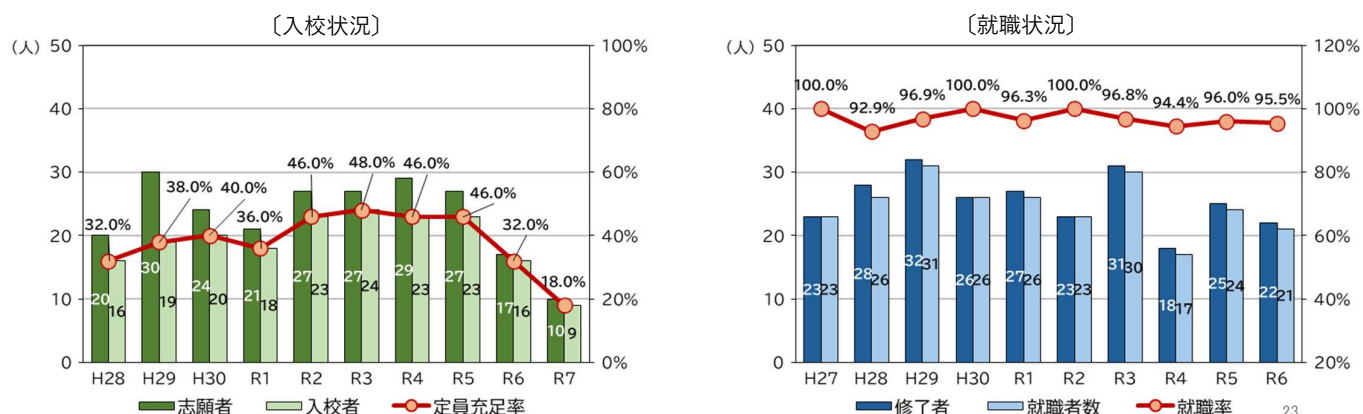 〔入校状況〕
（人） 50 100%
40 80%
30 60%
20 40%
10 20%
0 0%
32.0% 38.0% 40.0% 36.0% 46.0% 48.0% 46.0% 46.0% 32.0% 18.0%
20 16 30 19 24 20 21 18 27 23 27 24 29 23 27 23 17 16 10 9
H28 H29 H30 R1 R2 R3 R4 R5 R6 R7
志願者 入校者 定員充足率
〔就職状況〕
（人） 50 120%
40 100%
30 80%
20 60%
10 40%
0 20%
100.0% 92.9% 96.9% 100.0% 96.3% 100.0% 96.8% 94.4% 96.0% 95.5%
23 23 28 26 32 31 26 26 27 26 23 23 31 30 18 17 25 24 22 21
H27 H28 H29 H30 R1 R2 R3 R4 R5 R6
修了者 就職者数 就職率
23